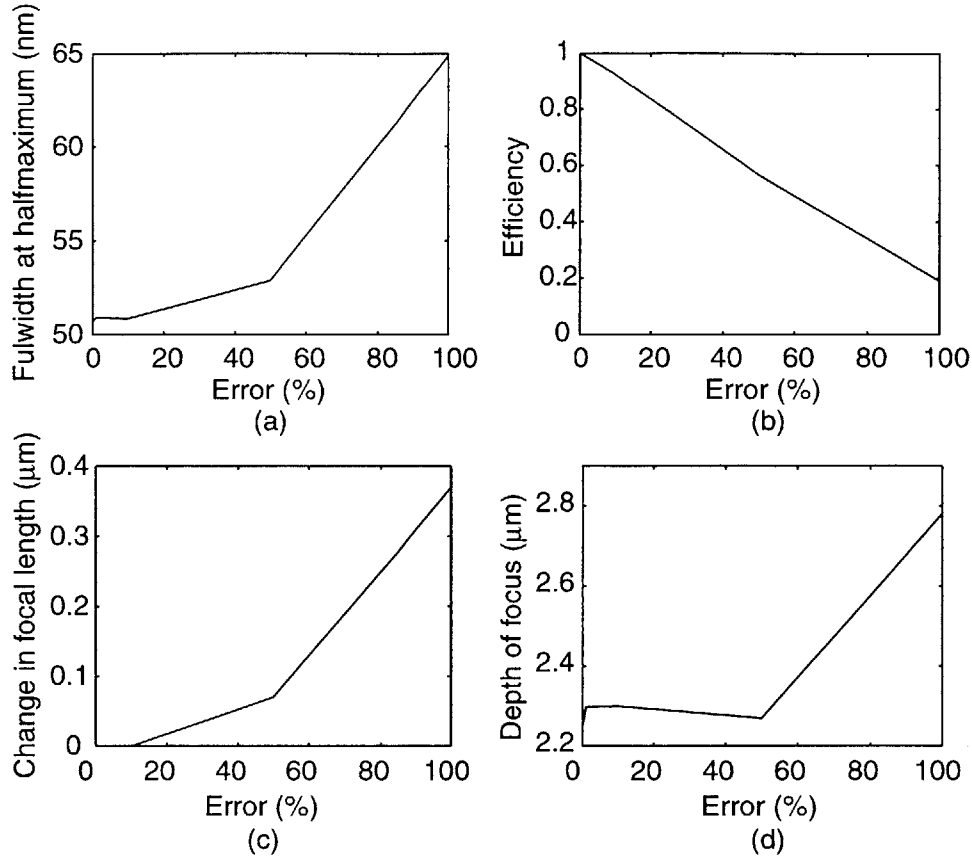 Fulwidth at halfmaximum (nm)
65
60
55
50
0 20 40 60 80 100
Error (%)
(a)
Efficiency
1
0.8
0.6
0.4
0.2
0
0 20 40 60 80 100
Error (%)
(b)
Change in focal length (μm)
0.4
0.3
0.2
0.1
0
0 20 40 60 80 100
Error (%)
(c)
Depth of focus (μm)
2.8
2.6
2.4
2.2
0 20 40 60 80 100
Error (%)
(d)